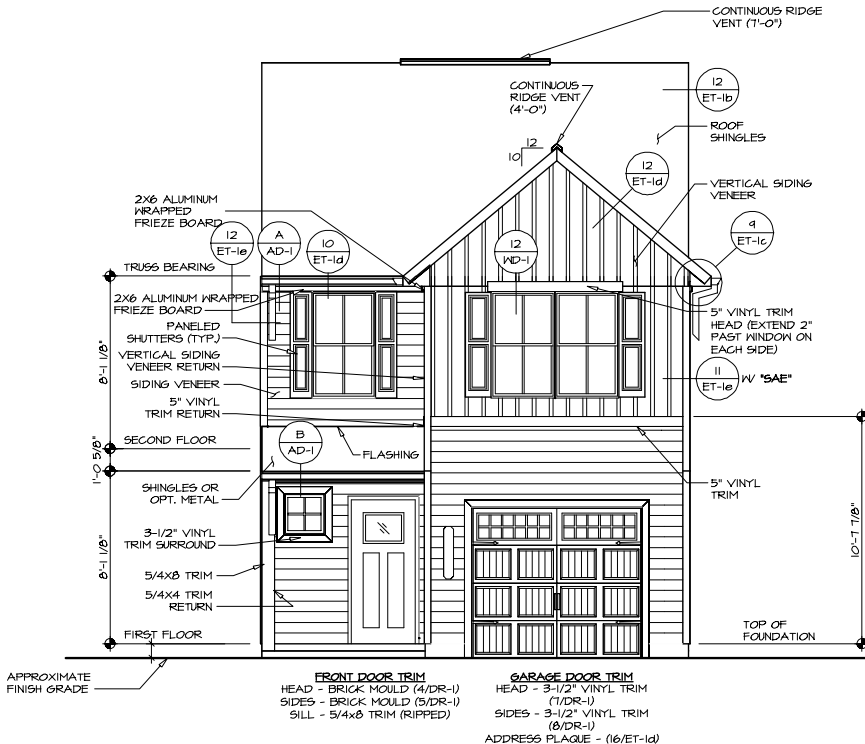 CONTINUOUS RIDGE
VENT (7'-0")
CONTINUOUS
RIDGE VENT
(4'-0")
12
ET-1b
12
10
ROOF
SHINGLES
12
ET-1d
VERTICAL SIDING
VENEER
2X6 ALUMINUM
WRAPPED
FRIEZE BOARD
12
ET-1e
A
AD-1
10
ET-1d
12
WD-1
9
ET-1c
TRUSS BEARING
2X6 ALUMINUM WRAPPED
FRIEZE BOARD
PANELED
SHUTTERS (TYP.)
VERTICAL SIDING
VENEER RETURN
SIDING VENEER
5" VINYL
TRIM RETURN
5" VINYL TRIM
HEAD (EXTEND 2"
PAST WINDOW ON
EACH SIDE)
11
ET-1e
W/ "SAE"
8'-1 1/8"
SECOND FLOOR
1'-0 5/8"
B
AD-1
FLASHING
SHINGLES OR
OPT. METAL
5" VINYL
TRIM
3-1/2" VINYL
TRIM SURROUND
8'-1 1/8"
5/4X8 TRIM
5/4X4 TRIM
RETURN
10'-7 7/8"
FIRST FLOOR
TOP OF
FOUNDATION
APPROXIMATE
FINISH GRADE
FRONT DOOR TRIM
HEAD - BRICK MOULD (4/DR-1)
SIDES - BRICK MOULD (5/DR-1)
SILL - 5/4x8 TRIM (RIPPED)
GARAGE DOOR TRIM
HEAD - 3-1/2" VINYL TRIM
(7/DR-1)
SIDES - 3-1/2" VINYL TRIM
(8/DR-1)
ADDRESS PLAQUE - (16/ET-1d)